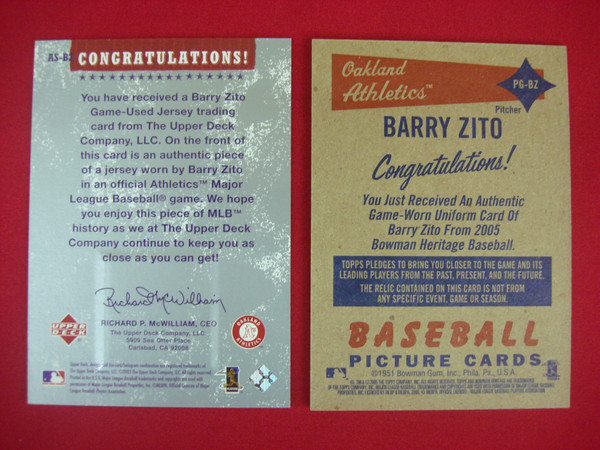 AS-BZ
CONGRATULATIONS!
You have received a Barry Zito
Game-Used Jersey trading
card from The Upper Deck
Company, LLC. On the front of
this card is an authentic piece
of a jersey worn by Barry Zito
in an official Athletics™ Major
League Baseball® game. We hope
you enjoy this piece of MLB™
history as we at The Upper Deck
Company continue to keep you as
close as you can get!
Richard P. McWilliam
RICHARD P. McWILLIAM, CEO
The Upper Deck Company, LLC.
5909 Sea Otter Place
Carlsbad, CA 92008
UPPER DECK
OAKLAND ATHLETICS
Oakland
Athletics™
PG-BZ
Pitcher
BARRY ZITO
Congratulations!
You Just Received An Authentic
Game-Worn Uniform Card Of
Barry Zito From 2005
Bowman Heritage Baseball.
TOPPS PLEDGES TO BRING YOU CLOSER TO THE GAME AND ITS
LEADING PLAYERS FROM THE PAST, PRESENT, AND THE FUTURE.
THE RELIC CONTAINED ON THIS CARD IS NOT FROM
ANY SPECIFIC EVENT, GAME OR SEASON.
BASEBALL
PICTURE CARDS
©1951 Bowman Gum, Inc., Phila. Pa., U.S.A.